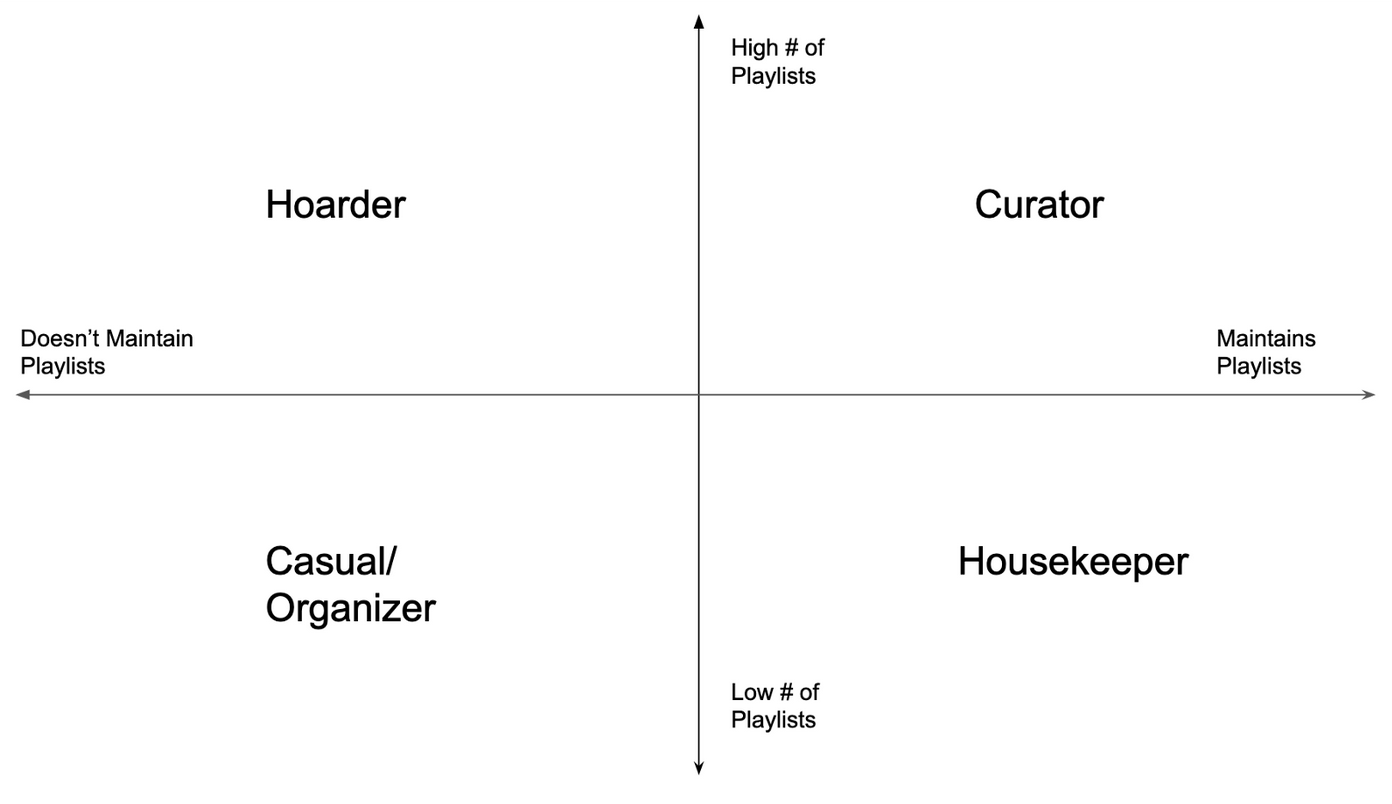 High # of
Playlists
Hoarder
Curator
Doesn’t Maintain
Playlists
Maintains
Playlists
Casual/
Organizer
Housekeeper
Low # of
Playlists